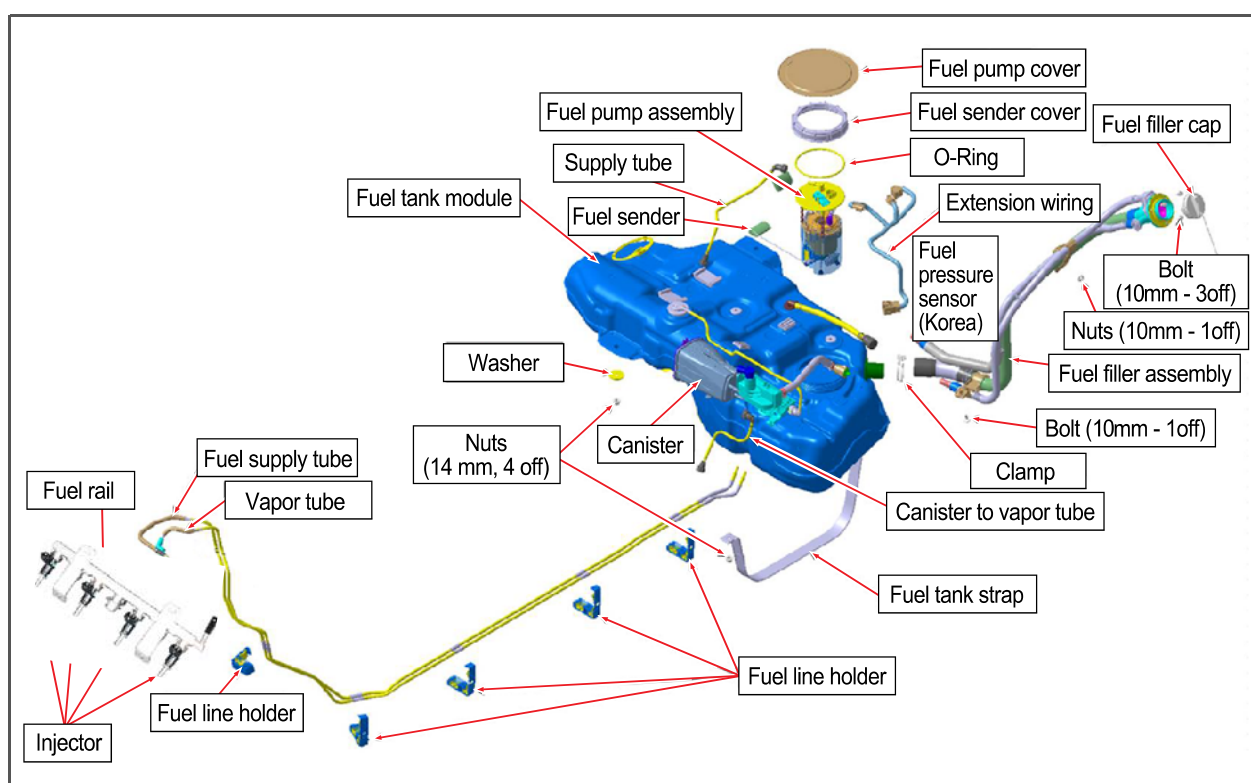 Fuel pump cover
Fuel pump assembly
Fuel sender cover
Fuel filler cap
Supply tube
O-Ring
Fuel tank module
Fuel sender
Extension wiring
Fuel
pressure
sensor
(Korea)
Bolt
(10mm - 3off)
Nuts (10mm - 1off)
Washer
Fuel filler assembly
Nuts
(14 mm, 4 off)
Canister
Bolt (10mm - 1off)
Clamp
Fuel supply tube
Fuel rail
Vapor tube
Canister to vapor tube
Fuel tank strap
Fuel line holder
Fuel line holder
Injector